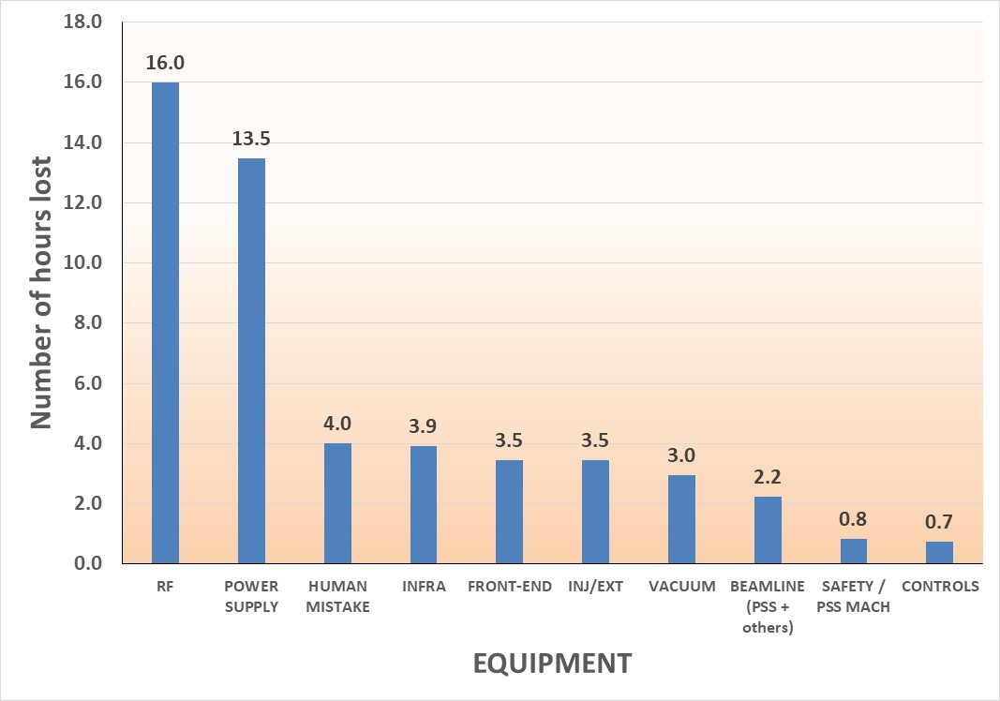 18.0
16.0
14.0
12.0
10.0
8.0
6.0
4.0
2.0
0.0
Number of hours lost
16.0
13.5
4.0
3.9
3.5
3.5
3.0
2.2
0.8
0.7
RF
POWER
SUPPLY
HUMAN
MISTAKE
INFRA
FRONT-END
INJ/EXT
VACUUM
BEAMLINE
(PSS +
others)
SAFETY /
PSS MACH
CONTROLS
EQUIPMENT